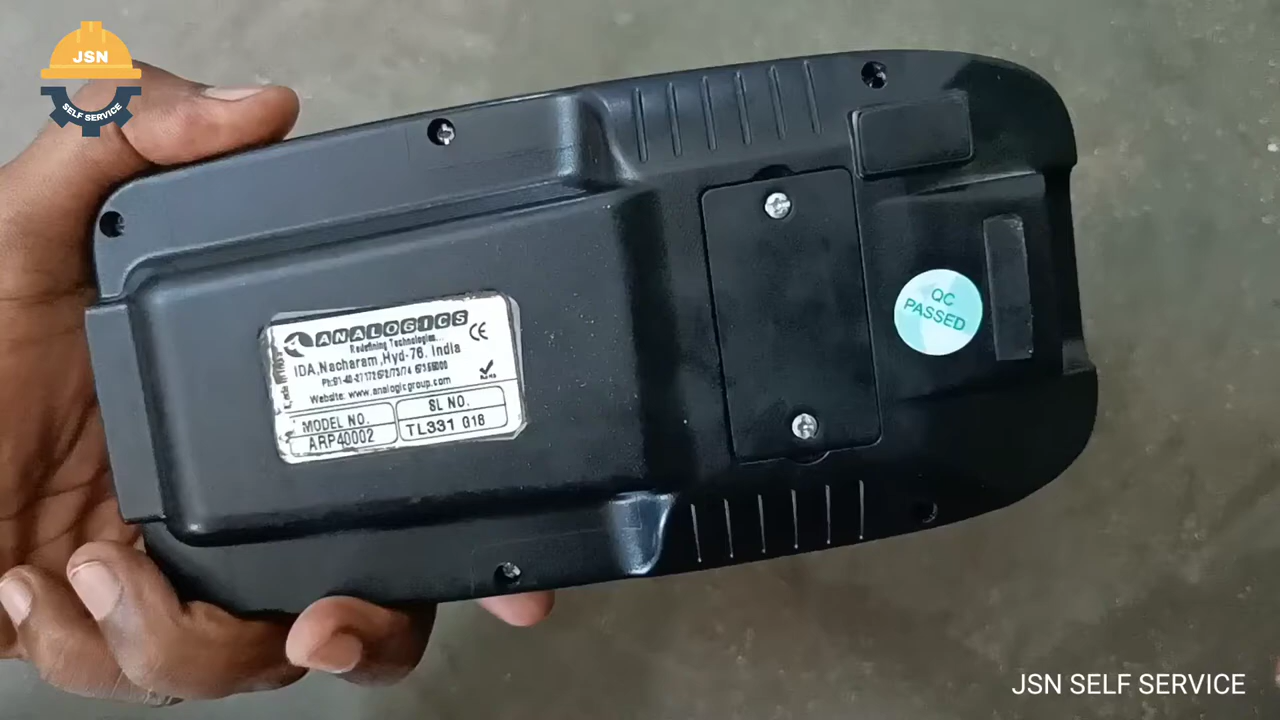 JSN
SELF SERVICE
ANALOGICS
Redefining Technologies...
IDA,Nacharam,Hyd-76. India
Website: www.analogicgroup.com
MODEL NO.
ARP40002
SL NO.
TL331 018
CE
QC
PASSED
JSN SELF SERVICE